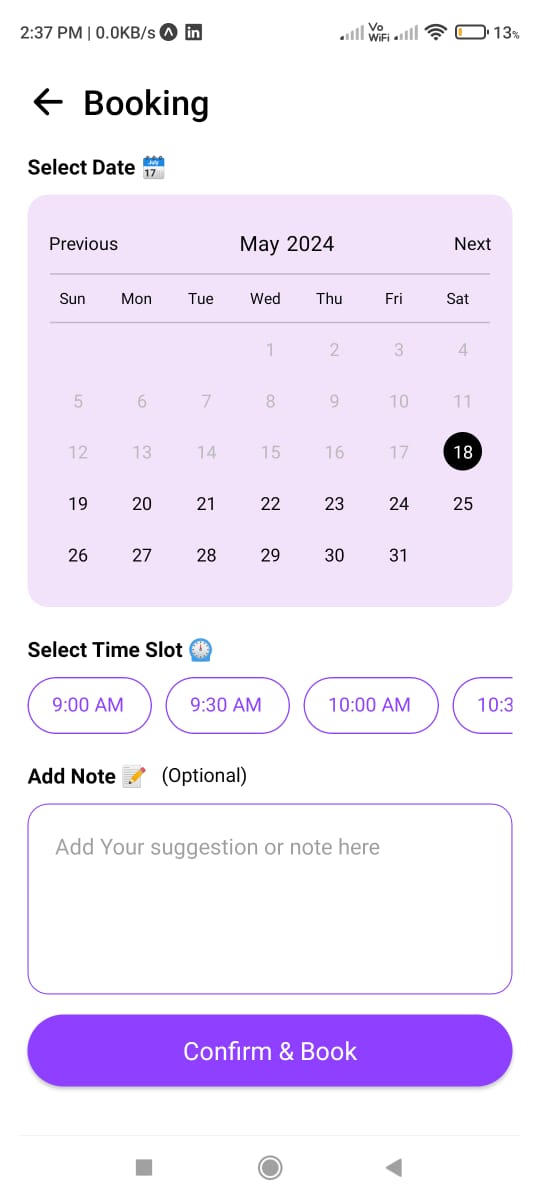 2:37 PM | 0.0KB/s in Vo WiFi 13%
Booking
Select Date
Previous May 2024 Next
Sun Mon Tue Wed Thu Fri Sat
1 2 3 4
5 6 7 8 9 10 11
12 13 14 15 16 17 18
19 20 21 22 23 24 25
26 27 28 29 30 31
Select Time Slot
9:00 AM 9:30 AM 10:00 AM 10:3
Add Note (Optional)
Add Your suggestion or note here
Confirm & Book